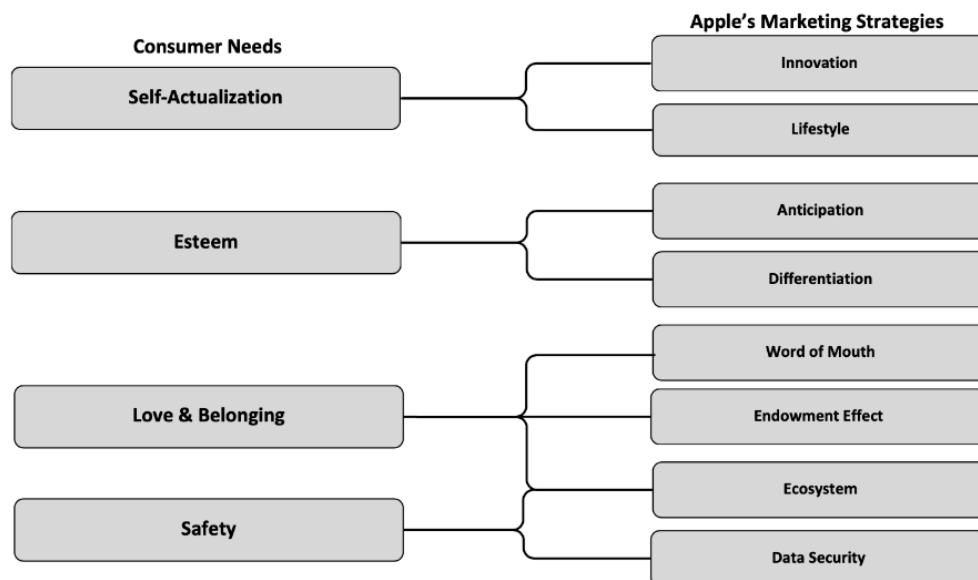 Apple's Marketing Strategies
Consumer Needs
Innovation
Self-Actualization
Lifestyle
Anticipation
Esteem
Differentiation
Word of Mouth
Love & Belonging
Endowment Effect
Ecosystem
Safety
Data Security